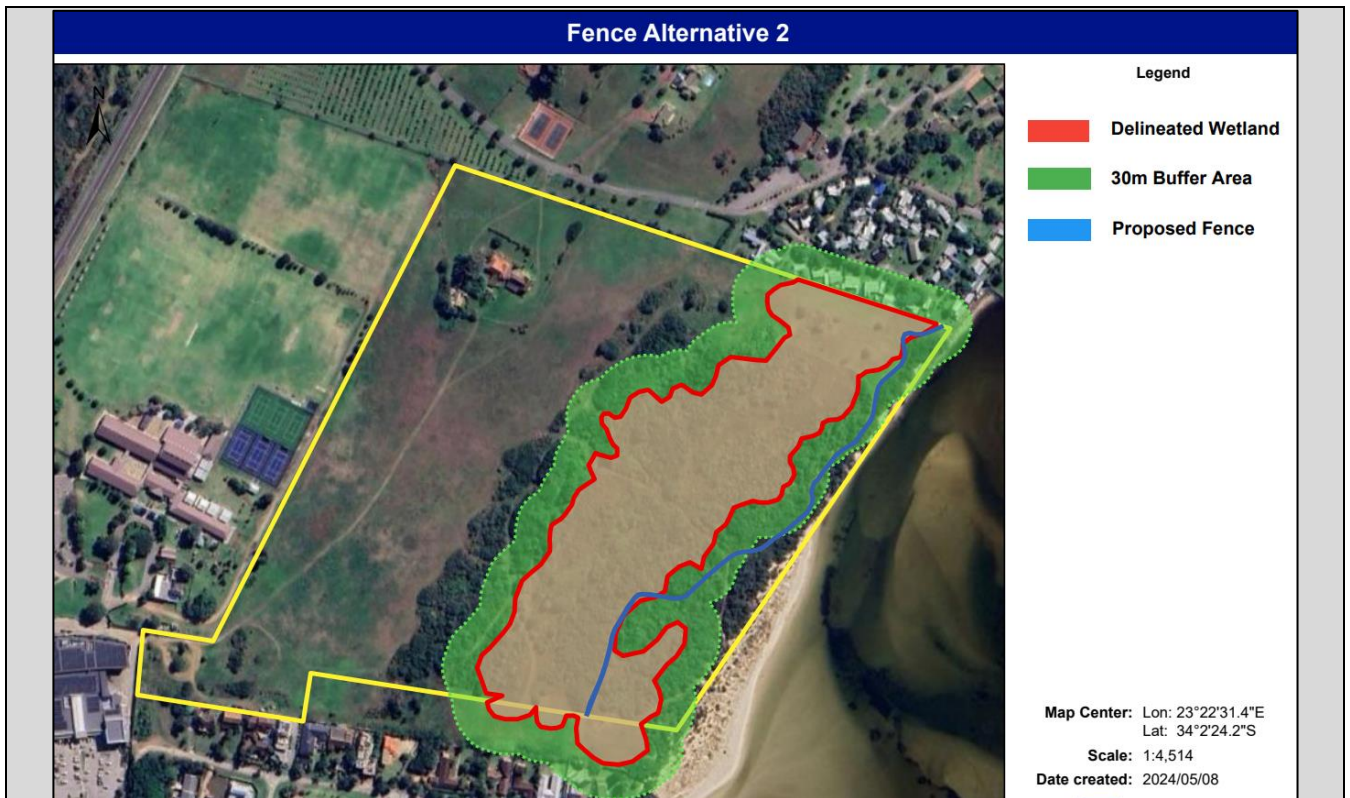 Fence Alternative 2
N
Legend
Delineated Wetland
30m Buffer Area
Proposed Fence
Map Center: Lon: 23°22'31.4"E
Lat: 34°2'24.2"S
Scale: 1:4,514
Date created: 2024/05/08